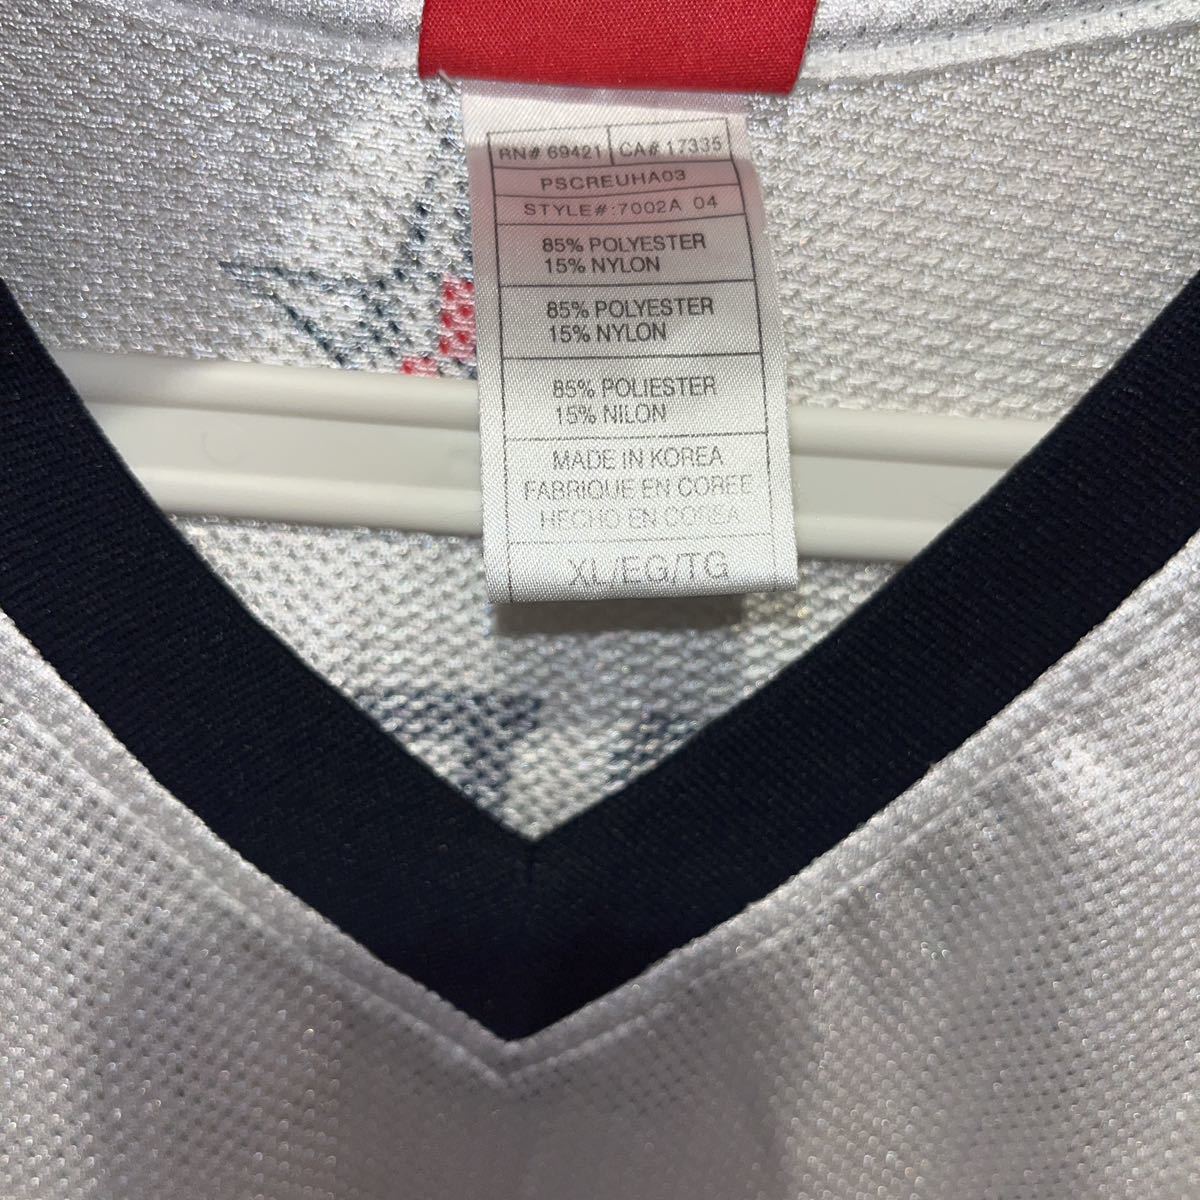 RN# 69421 CA# 17335
PSCREUHA03
STYLE#:7002A 04
85% POLYESTER
15% NYLON
85% POLYESTER
15% NYLON
85% POLIESTER
15% NILON
MADE IN KOREA
FABRIQUE EN COREE
HECHO EN COREA
XL/EG/TG